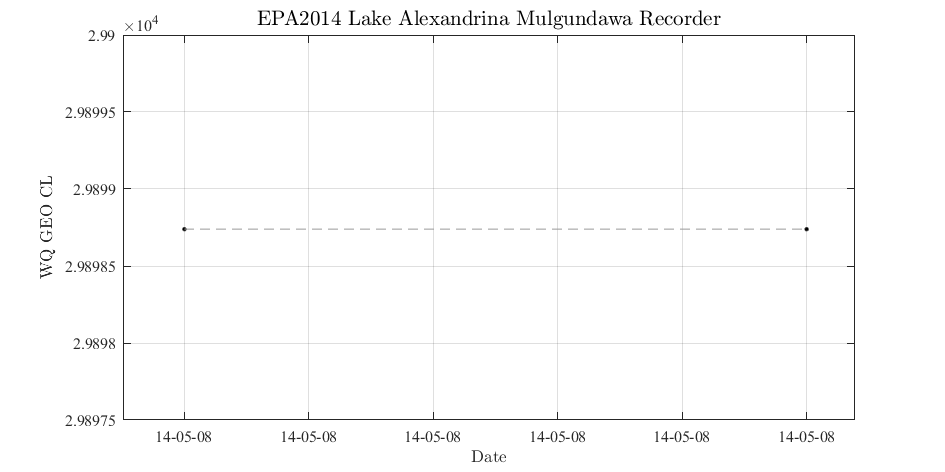 EPA2014 Lake Alexandrina Mulgundawa Recorder
×10⁴
2.99
2.98995
2.9899
2.98985
2.9898
2.98975
WQ GEO CL
14-05-08 14-05-08 14-05-08 14-05-08 14-05-08 14-05-08
Date